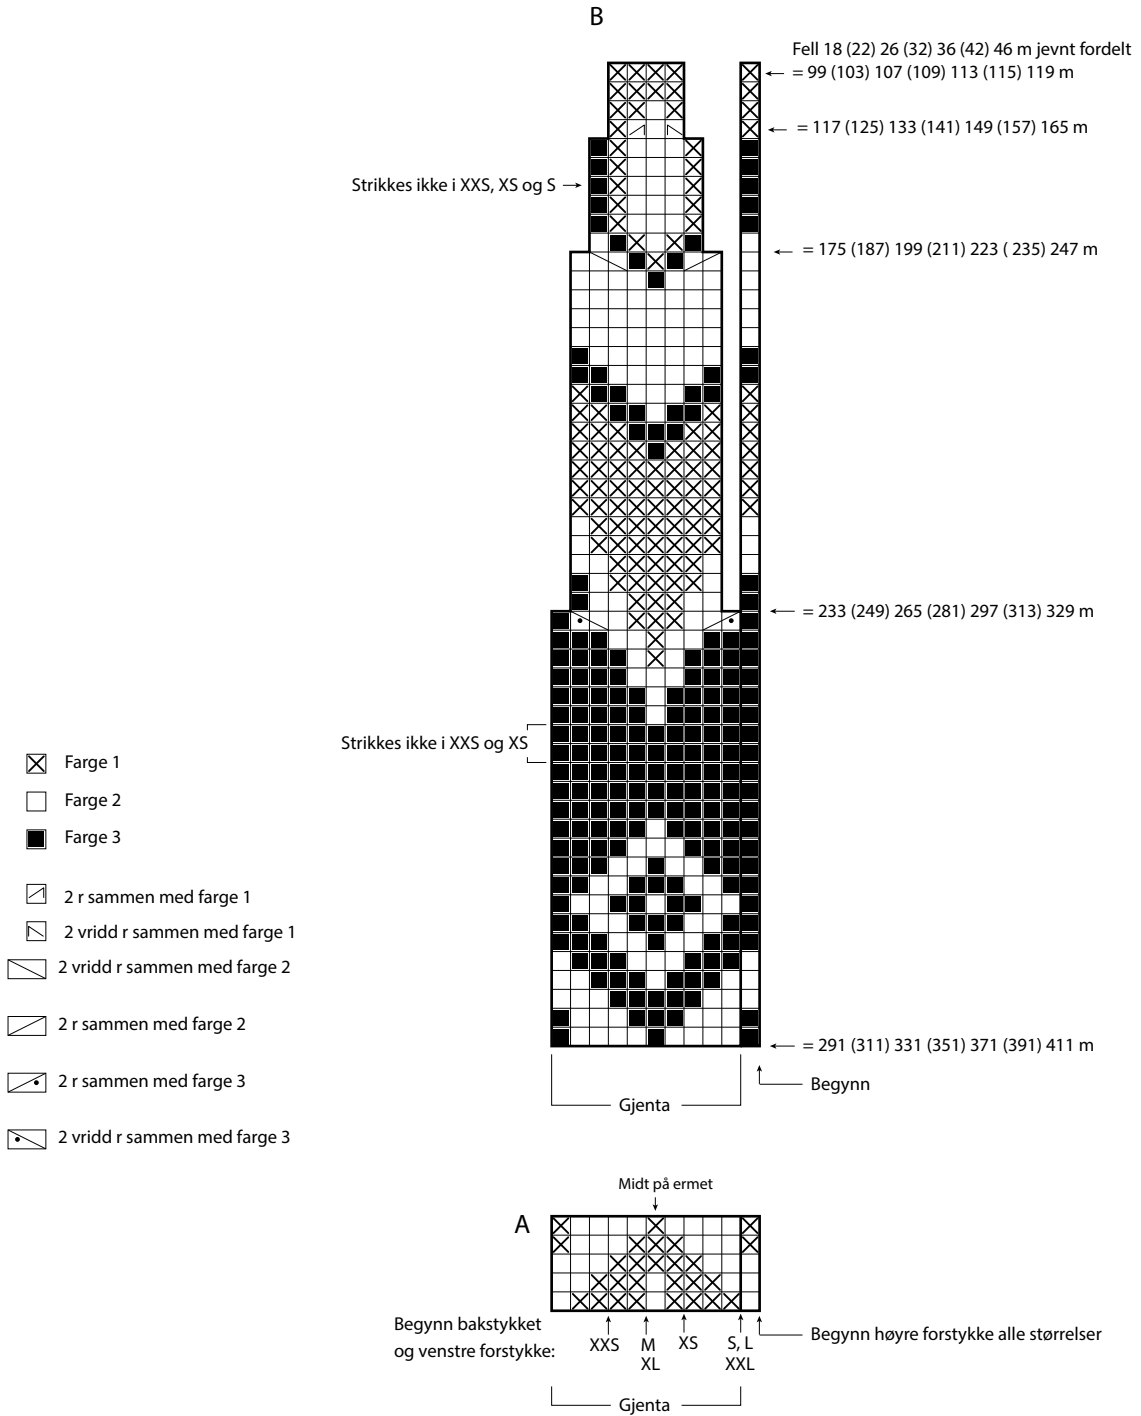 B
Fell 18 (22) 26 (32) 36 (42) 46 m jevnt fordelt
= 99 (103) 107 (109) 113 (115) 119 m
= 117 (125) 133 (141) 149 (157) 165 m
Strikkes ikke i XXS, XS og S
= 175 (187) 199 (211) 223 ( 235) 247 m
= 233 (249) 265 (281) 297 (313) 329 m
Strikkes ikke i XXS og XS
Farge 1
Farge 2
Farge 3
2 r sammen med farge 1
2 vridd r sammen med farge 1
2 vridd r sammen med farge 2
2 r sammen med farge 2
2 r sammen med farge 3
2 vridd r sammen med farge 3
= 291 (311) 331 (351) 371 (391) 411 m
Begynn
Gjenta
Midt på ermet
A
Begynn bakstykket
og venstre forstykke:
XXS
M
XL
XS
S, L
XXL
Begynn høyre forstykke alle størrelser
Gjenta